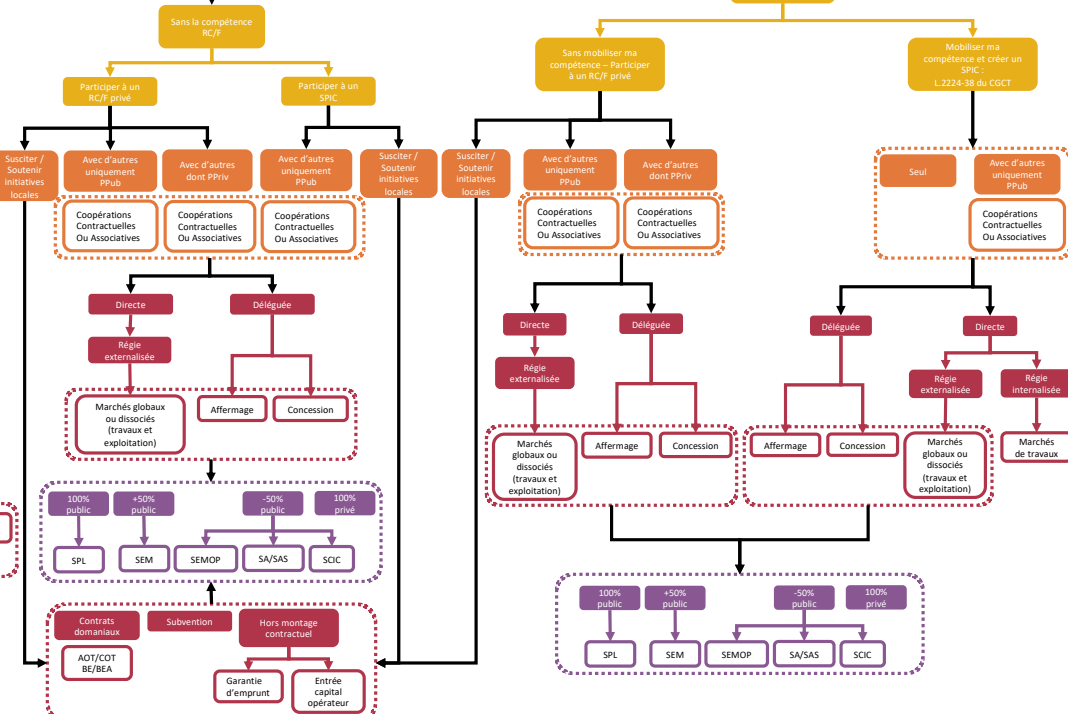 Sans la compétence
RC/F
Sans mobiliser ma
compétence – Participer
à un RC/F privé
Mobiliser ma
compétence et créer un
SPIC :
L.2224-38 du CGCT
Participer à un
RC/F privé
Participer à un
SPIC
Susciter /
Soutenir
initiatives
locales
Avec d'autres
uniquement
PPub
Avec d'autres
dont PPriv
Avec d'autres
uniquement
PPub
Susciter /
Soutenir
initiatives
locales
Susciter /
Soutenir
initiatives
locales
Avec d'autres
uniquement
PPub
Avec d'autres
dont PPriv
Seul
Avec d'autres
uniquement
PPub
Coopérations
Contractuelles
Ou Associatives
Coopérations
Contractuelles
Ou Associatives
Coopérations
Contractuelles
Ou Associatives
Coopérations
Contractuelles
Ou Associatives
Coopérations
Contractuelles
Ou Associatives
Coopérations
Contractuelles
Ou Associatives
Directe
Déléguée
Régie
externalisée
Marchés globaux
ou dissociés
(travaux et
exploitation)
Affermage
Concession
Directe
Déléguée
Régie
externalisée
Marchés
globaux ou
dissociés
(travaux et
exploitation)
Affermage
Concession
Déléguée
Directe
Régie
externalisée
Régie
internalisée
Affermage
Concession
Marchés
globaux ou
dissociés
(travaux et
exploitation)
Marchés
de travaux
100%
public
+50%
public
-50%
public
100%
privé
SPL
SEM
SEMOP
SA/SAS
SCIC
100%
public
+50%
public
-50%
public
100%
privé
SPL
SEM
SEMOP
SA/SAS
SCIC
Contrats
domaniaux
Subvention
Hors montage
contractuel
AOT/COT
BE/BEA
Garantie
d'emprunt
Entrée
capital
opérateur